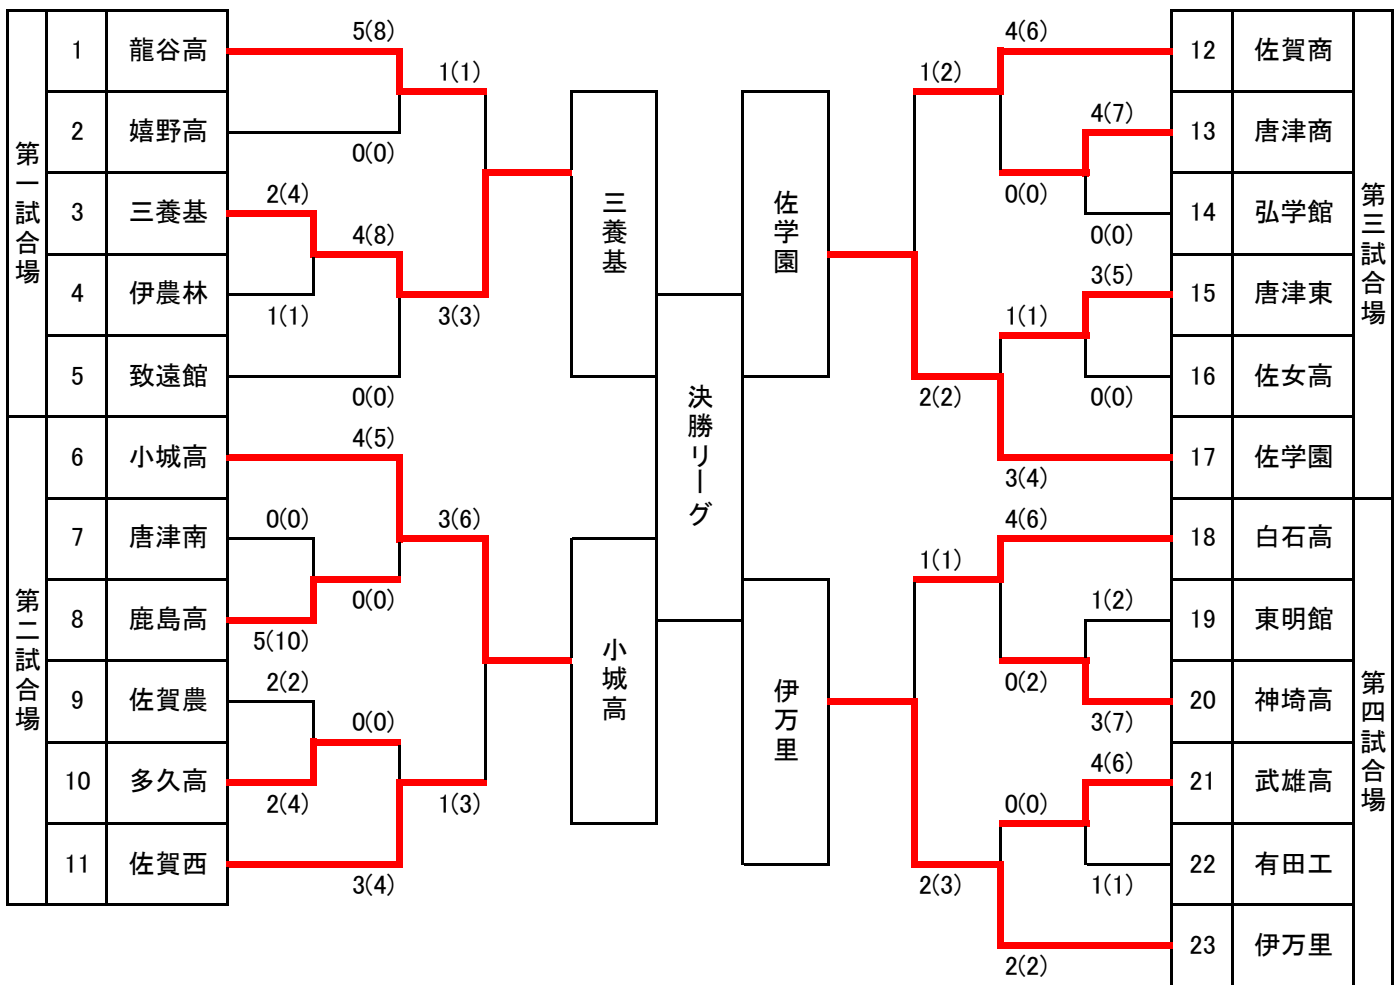 第一試合場
1 龍谷高
2 嬉野高
3 三養基
4 伊農林
5 致遠館
第二試合場
6 小城高
7 唐津南
8 鹿島高
9 佐賀農
10 多久高
11 佐賀西
5(8)
0(0)
2(4)
1(1)
4(8)
0(0)
1(1)
3(3)
4(5)
0(0)
5(10)
0(0)
2(2)
2(4)
0(0)
3(4)
3(6)
1(3)
三養基
小城高
決勝リーグ
佐学園
伊万里
1(2)
2(2)
4(6)
0(0)
4(7)
0(0)
1(1)
3(5)
0(0)
3(4)
1(1)
2(3)
4(6)
0(2)
1(2)
3(7)
0(0)
4(6)
1(1)
2(2)
12 佐賀商
13 唐津商
14 弘学館
15 唐津東
16 佐女高
17 佐学園
第三試合場
18 白石高
19 東明館
20 神埼高
21 武雄高
22 有田工
23 伊万里
第四試合場